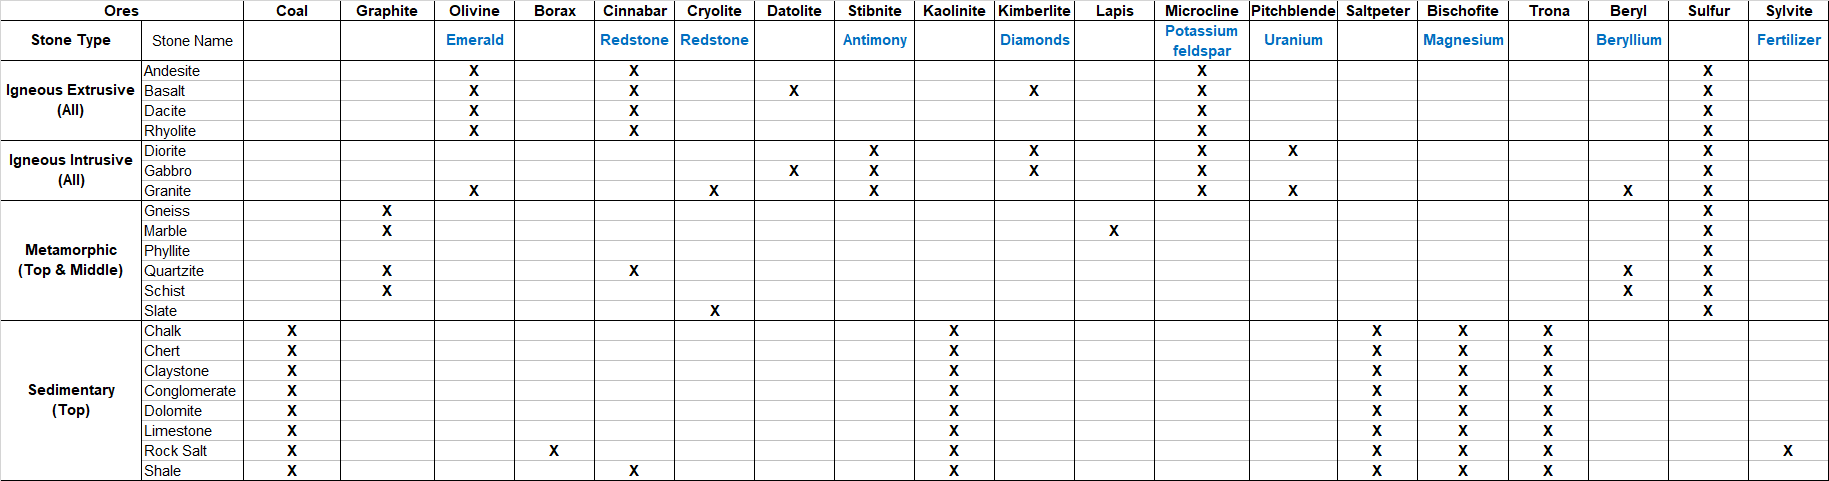 Ores Coal Graphite Olivine Borax Cinnabar Cryolite Datolite Stibnite Kaolinite Kimberlite Lapis Microcline Pitchblende Saltpeter Bischofite Trona Beryl Sulfur Sylvite
Stone Type Stone Name Emerald Redstone Redstone Antimony Diamonds Potassium feldspar Uranium Magnesium Beryllium Fertilizer
Igneous Extrusive
(All)
Andesite X X X X
Basalt X X X X X X
Dacite X X X X
Rhyolite X X X X
Igneous Intrusive
(All)
Diorite X X X X X
Gabbro X X X X X
Granite X X X X X X X
Metamorphic
(Top & Middle)
Gneiss X X
Marble X X X
Phyllite X
Quartzite X X X X
Schist X X X
Slate X X
Sedimentary
(Top)
Chalk X X X X X
Chert X X X X X
Claystone X X X X X
Conglomerate X X X X X
Dolomite X X X X X
Limestone X X X X X
Rock Salt X X X X X X X
Shale X X X X X X